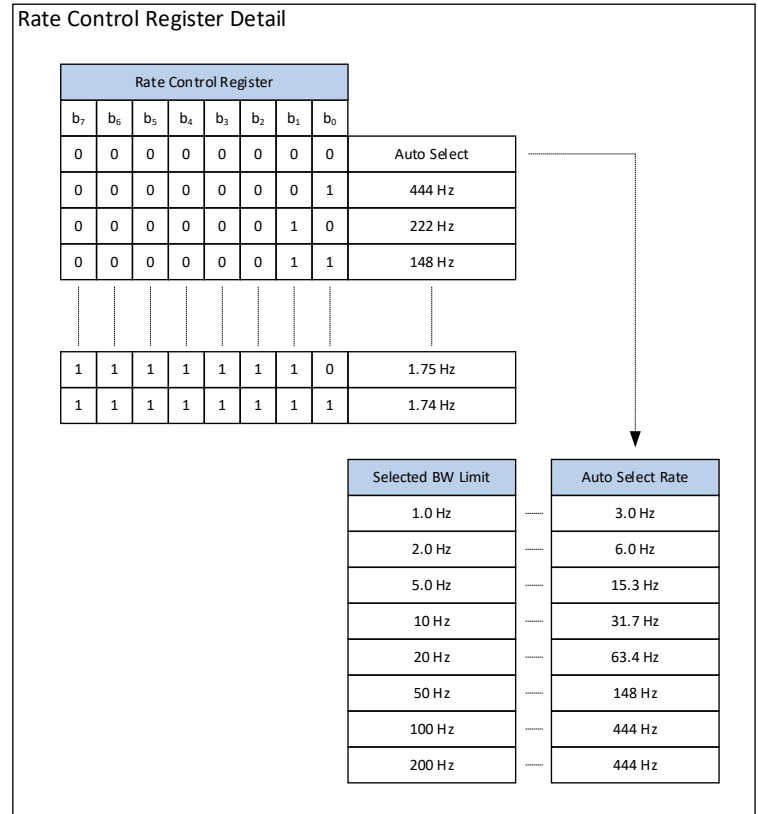 Rate Control Register Detail
Rate Control Register
b₇ b₆ b₅ b₄ b₃ b₂ b₁ b₀
0 0 0 0 0 0 0 0 Auto Select
0 0 0 0 0 0 0 1 444 Hz
0 0 0 0 0 0 1 0 222 Hz
0 0 0 0 0 0 1 1 148 Hz
1 1 1 1 1 1 1 0 1.75 Hz
1 1 1 1 1 1 1 1 1.74 Hz
Selected BW Limit Auto Select Rate
1.0 Hz 3.0 Hz
2.0 Hz 6.0 Hz
5.0 Hz 15.3 Hz
10 Hz 31.7 Hz
20 Hz 63.4 Hz
50 Hz 148 Hz
100 Hz 444 Hz
200 Hz 444 Hz